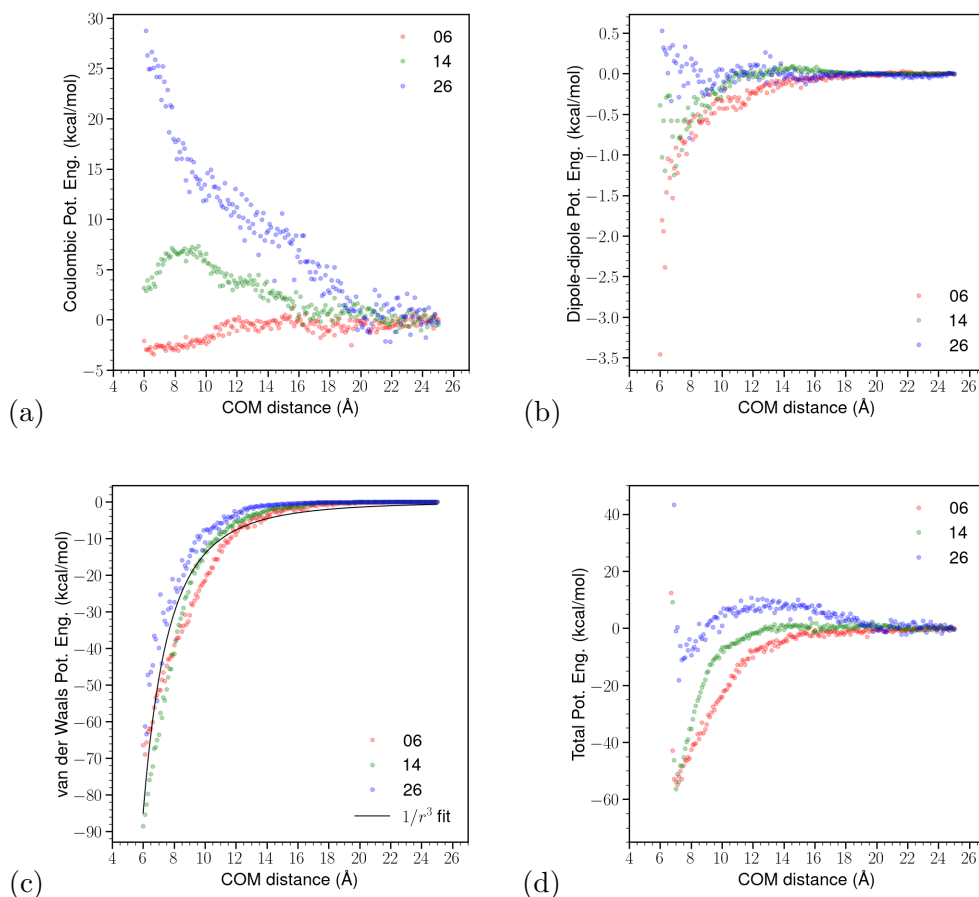 30
25
20
15
10
5
0
−5
4 6 8 10 12 14 16 18 20 22 24 26
Coulombic Pot. Eng. (kcal/mol)
COM distance (Å)
06
14
26
(a)
0.5
0.0
−0.5
−1.0
−1.5
−2.0
−2.5
−3.0
−3.5
4 6 8 10 12 14 16 18 20 22 24 26
Dipole-dipole Pot. Eng. (kcal/mol)
COM distance (Å)
06
14
26
(b)
0
−10
−20
−30
−40
−50
−60
−70
−80
−90
4 6 8 10 12 14 16 18 20 22 24 26
van der Waals Pot. Eng. (kcal/mol)
COM distance (Å)
06
14
26
1/r³ fit
(c)
40
20
0
−20
−40
−60
4 6 8 10 12 14 16 18 20 22 24 26
Total Pot. Eng. (kcal/mol)
COM distance (Å)
06
14
26
(d)